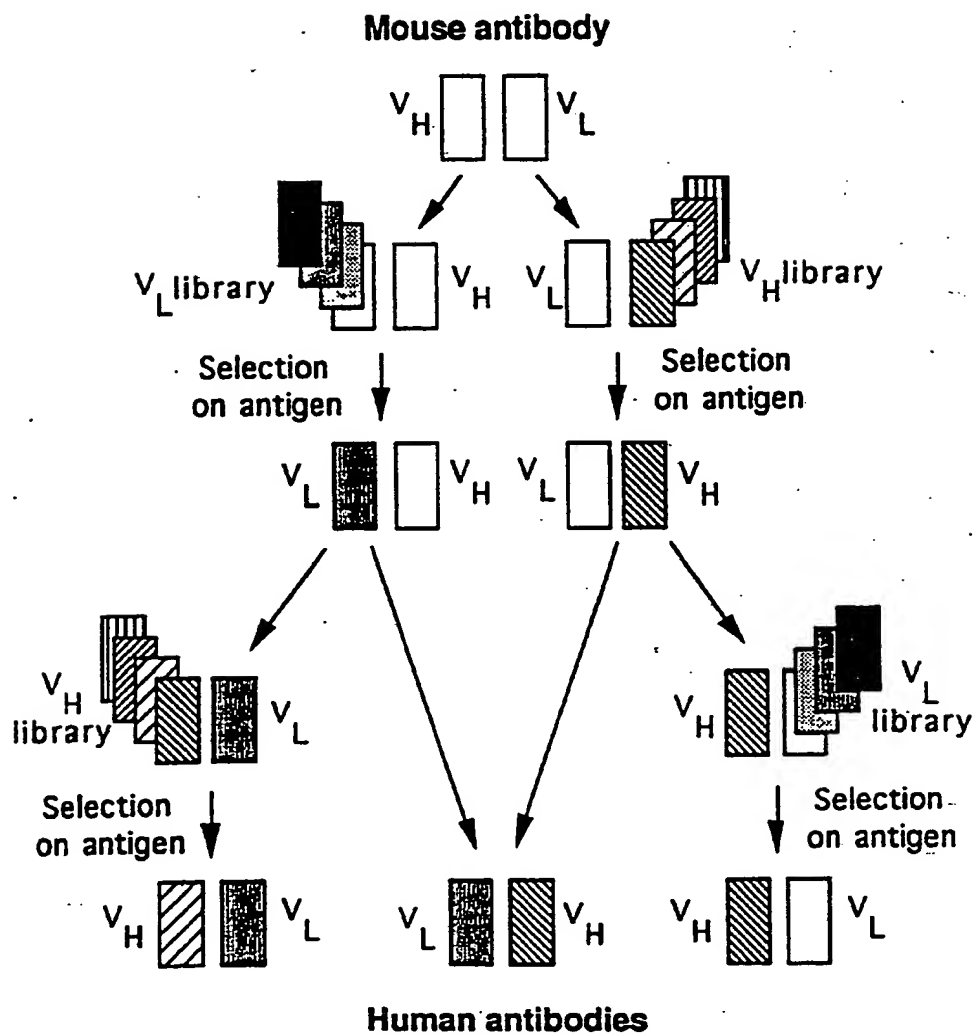 Mouse antibody
V_H V_L
V_L library V_H V_L V_H library
Selection
on antigen
Selection
on antigen
V_L V_H V_L V_H
V_H
library
V_L
V_H
V_L
library
Selection
on antigen
Selection
on antigen
V_H V_L V_L V_H V_H V_L
Human antibodies